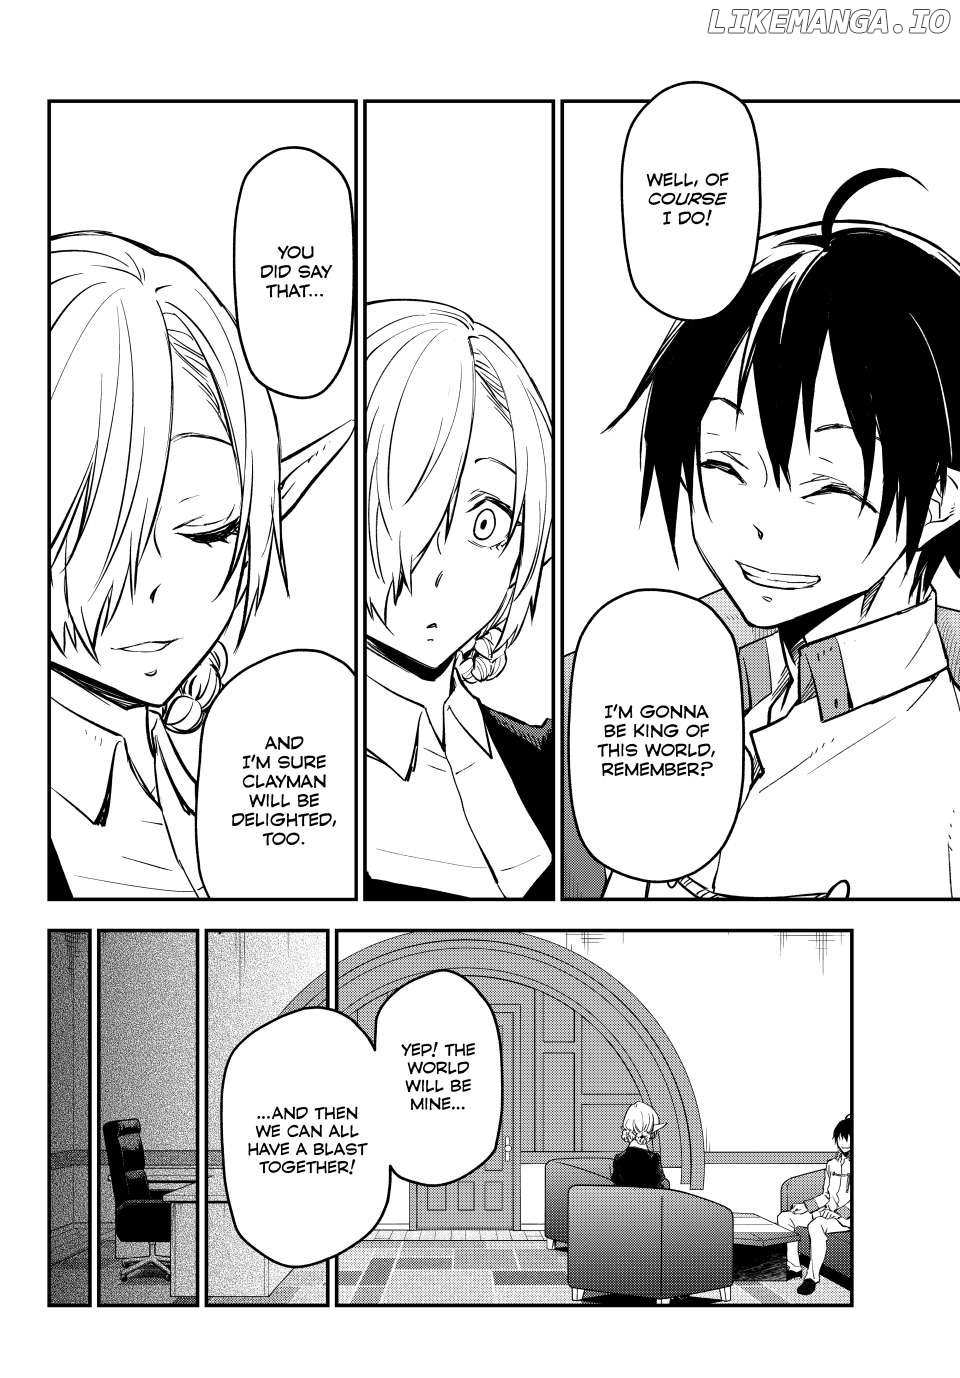 LIKEMANGA.IO
WELL, OF
COURSE
I DO!
I'M GONNA
BE KING OF
THIS WORLD,
REMEMBER?
YOU
DID SAY
THAT...
AND
I'M SURE
CLAYMAN
WILL BE
DELIGHTED,
TOO.
YEP! THE
WORLD
WILL BE
MINE...
...AND THEN
WE CAN ALL
HAVE A BLAST
TOGETHER!